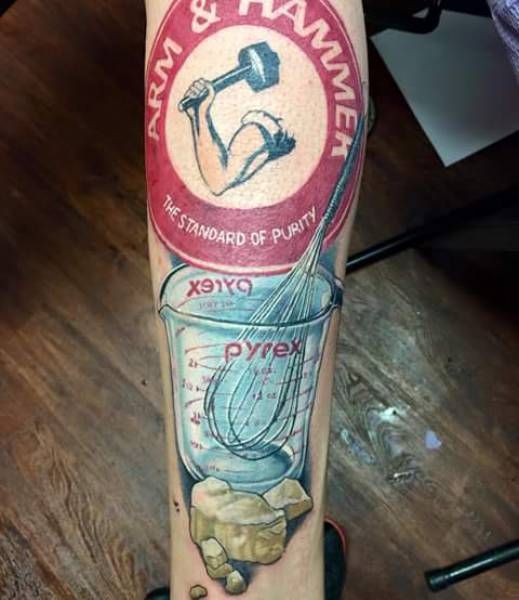 ARM & HAMMER
THE STANDARD OF PURITY
pyrex
pyrex